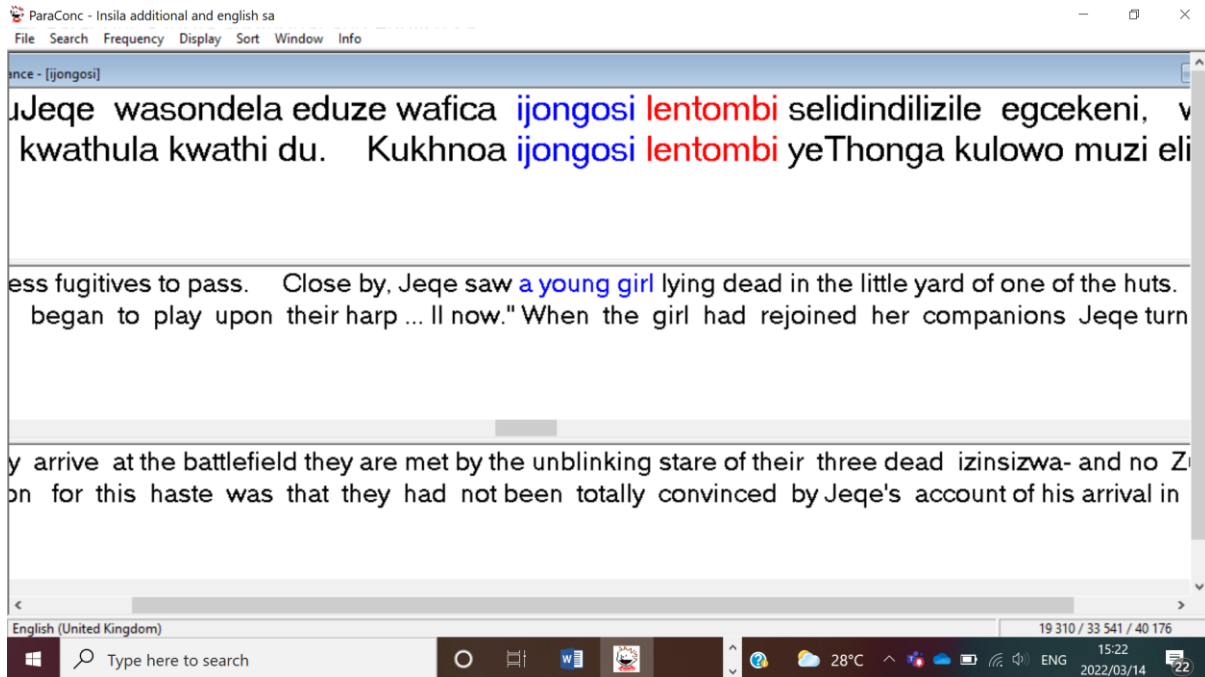 ParaConc - Insila additional and english sa
File Search Frequency Display Sort Window Info
ance - [ijongosi]
uJeqe wasondela eduze wafica ijongosi lentombi selidindilizile egcekeni,
kwathula kwathi du. Kukhnoa ijongosi lentombi yeThonga kulowo muzi eli
ess fugitives to pass. Close by, Jeqe saw a young girl lying dead in the little yard of one of the huts.
began to play upon their harp ... ll now." When the girl had rejoined her companions Jeqe turn
y arrive at the battlefield they are met by the unblinking stare of their three dead izinsizwa- and no
on for this haste was that they had not been totally convinced by Jeqe's account of his arrival in
English (United Kingdom) 19 310 / 33 541 / 40 176
Type here to search 28°C ENG 15:22
2022/03/14 22